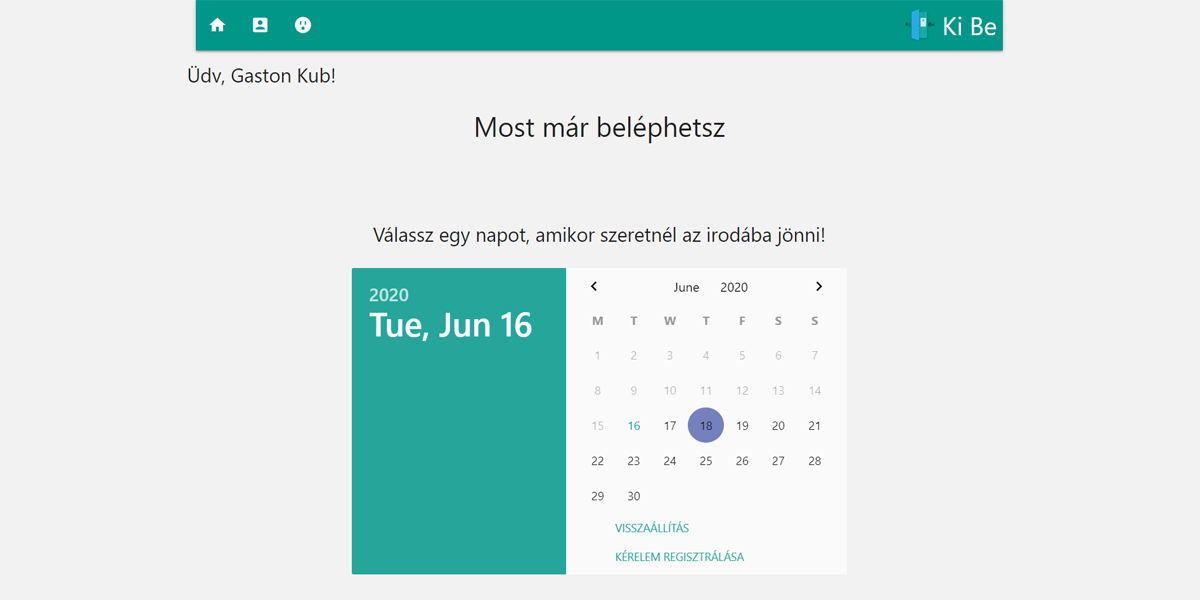 Ki Be
Üdv, Gaston Kub!
Most már beléphetsz
Válassz egy napot, amikor szeretnél az irodába jönni!
2020
Tue, Jun 16
June 2020
M T W T F S S
1 2 3 4 5 6 7
8 9 10 11 12 13 14
15 16 17 18 19 20 21
22 23 24 25 26 27 28
29 30
VISSZAÁLLÍTÁS
KÉRELEM REGISZTRÁLÁSA